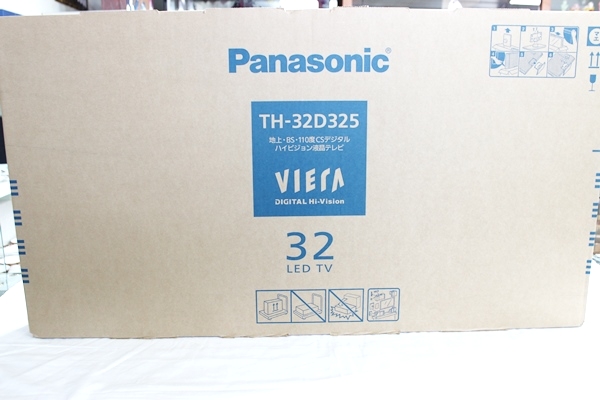 Panasonic
TH-32D325
地上・BS・110度CSデジタル
ハイビジョン液晶テレビ
VIERA
DIGITAL Hi-Vision
32
LED TV